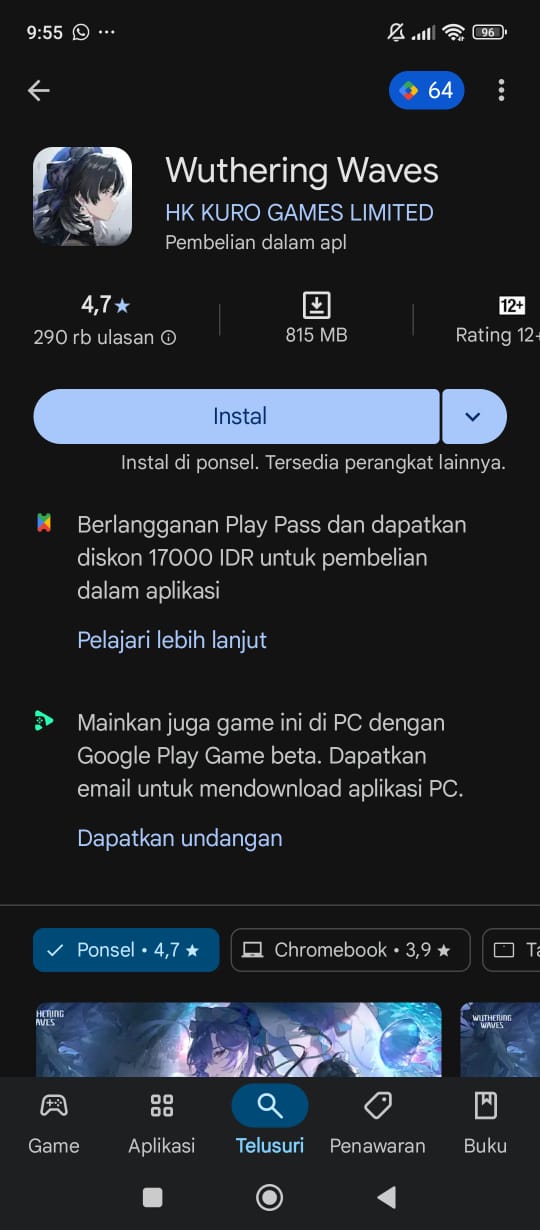 9:55
96
64
Wuthering Waves
HK KURO GAMES LIMITED
Pembelian dalam apl
4,7★
290 rb ulasan
815 MB
12+
Rating 12+
Instal
Instal di ponsel. Tersedia perangkat lainnya.
Berlangganan Play Pass dan dapatkan
diskon 17000 IDR untuk pembelian
dalam aplikasi
Pelajari lebih lanjut
Mainkan juga game ini di PC dengan
Google Play Game beta. Dapatkan
email untuk mendownload aplikasi PC.
Dapatkan undangan
Ponsel • 4,7 ★
Chromebook • 3,9 ★
Ta
HERING
WAVES
WUTHERING
WAVES
Game
Aplikasi
Telusuri
Penawaran
Buku